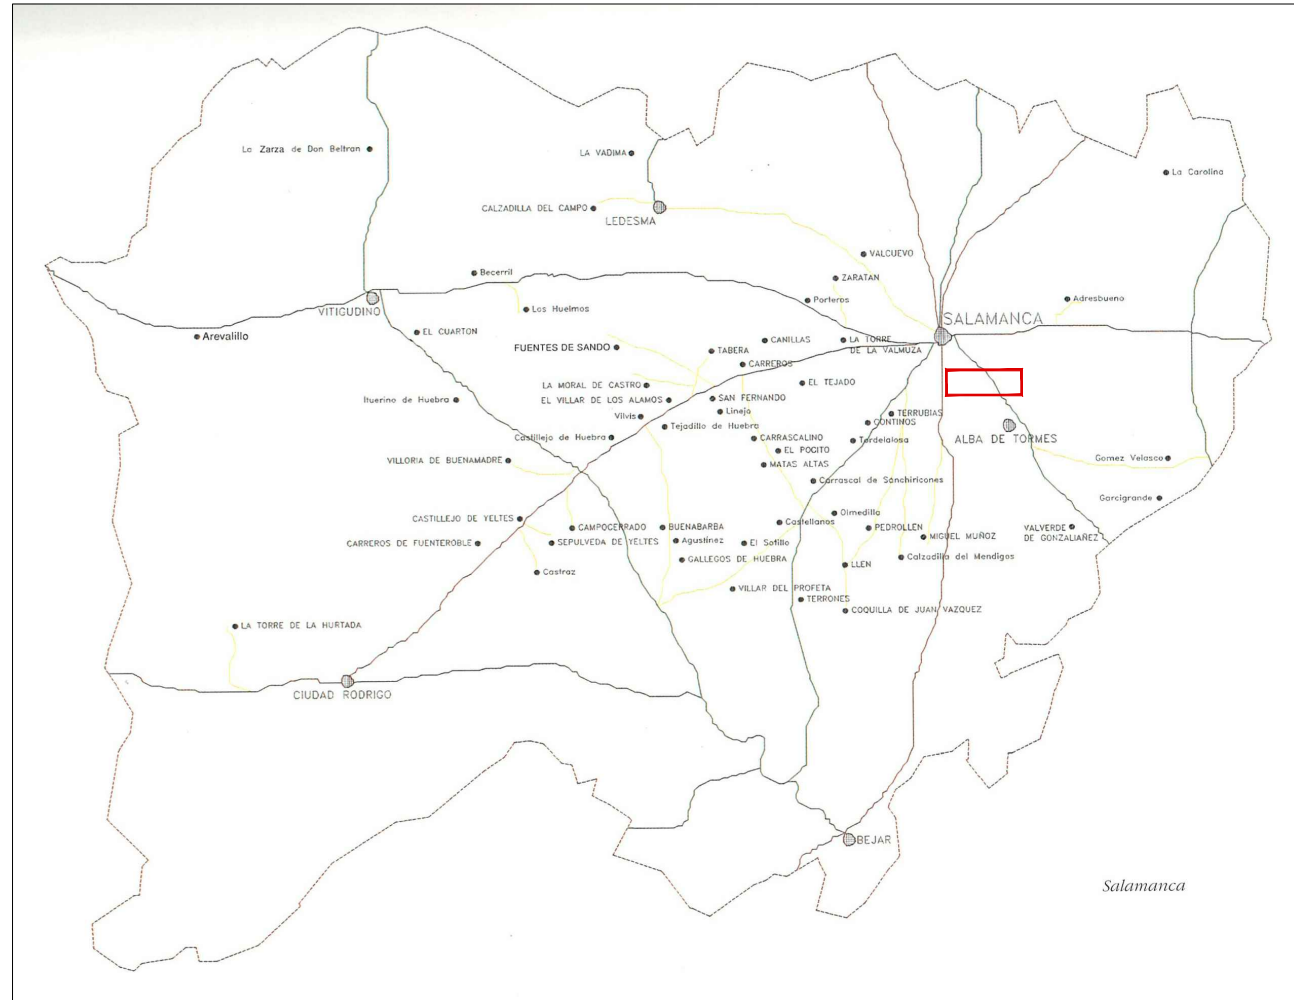 La Zarza de Don Beltran
LA VADIMA
La Carolina
CALZADILLA DEL CAMPO
LEDESMA
VALCUEVO
Becerril
ZARATAN
VITIGUDINO
Los Huelmos
Porteros
Adresbueno
SALAMANCA
Arevalillo
EL CUARTON
FUENTES DE SANDO
TABERA
CANILLAS
LA TORRE
DE LA VALMUZA
CARREROS
LA MORAL DE CASTRO
EL TEJADO
Ituerino de Huebra
EL VILLAR DE LOS ALAMOS
SAN FERNANDO
Vilvis
Linejo
TERRUBIAS
CONTINOS
Tejadillo de Huebra
Castillejo de Huebra
CARRASCALINO
Tordelalosa
ALBA DE TORMES
EL POCITO
VILLORIA DE BUENAMADRE
MATAS ALTAS
Gomez Velasco
Carrascal de Sanchiricones
Garcigrande
CASTILLEJO DE YELTES
CAMPOCERRADO
BUENABARBA
Castellanos
Olmedilla
PEDROLLEN
VALVERDE
DE GONZALIAÑEZ
CARREROS DE FUENTEROBLE
SEPULVEDA DE YELTES
Agustinez
El Sotillo
MIGUEL MUÑOZ
Castraz
GALLEGOS DE HUEBRA
LLEN
Calzadilla del Mendigos
VILLAR DEL PROFETA
TERRONES
COQUILLA DE JUAN VAZQUEZ
LA TORRE DE LA HURTADA
CIUDAD RODRIGO
BEJAR
Salamanca